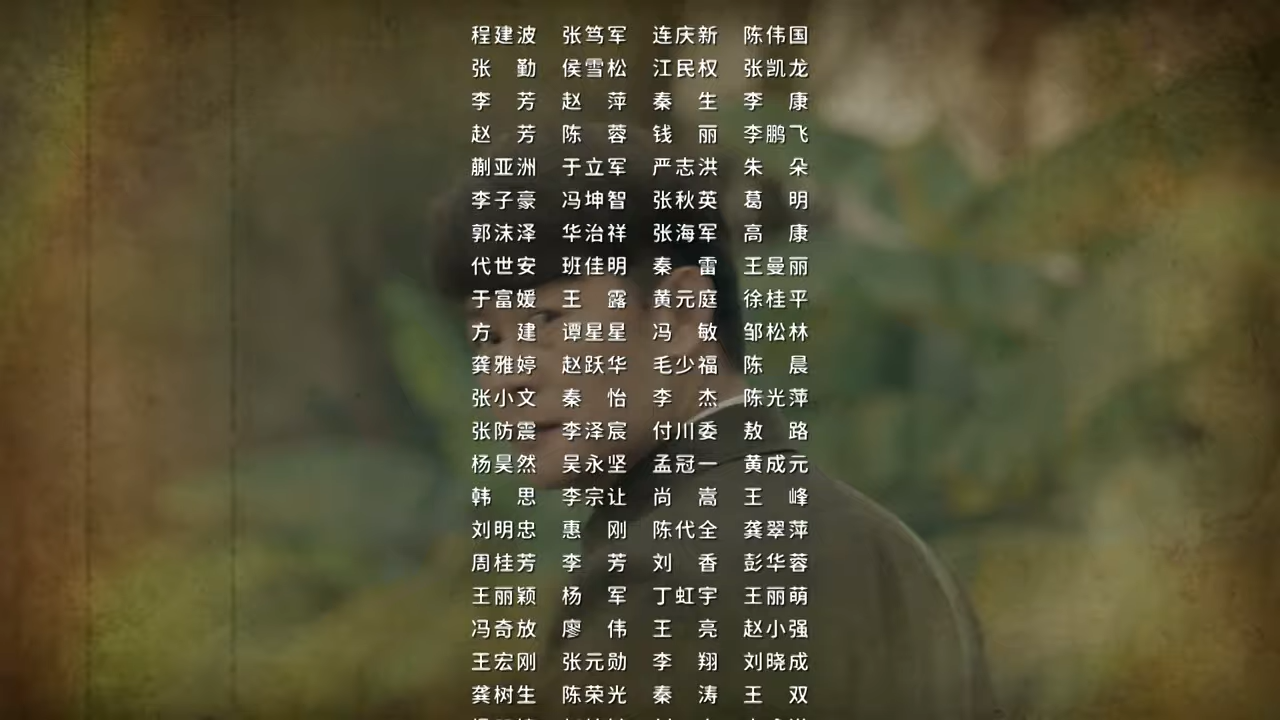 程建波 张笃军 连庆新 陈伟国
张 勤 侯雪松 江民权 张凯龙
李 芳 赵 萍 秦 生 李 康
赵 芳 陈 蓉 钱 丽 李鹏飞
蒯亚洲 于立军 严志洪 朱 朵
李子豪 冯坤智 张秋英 葛 明
郭沫泽 华治祥 张海军 高 康
代世安 班佳明 秦 雷 王曼丽
于富媛 王 露 黄元庭 徐桂平
方 建 谭星星 冯 敏 邹松林
龚雅婷 赵跃华 毛少福 陈 晨
张小文 秦 怡 李 杰 陈光萍
张防震 李泽宸 付川委 敖 路
杨昊然 吴永坚 孟冠一 黄成元
韩 思 李宗让 尚 嵩 王 峰
刘明忠 惠 刚 陈代全 龚翠萍
周桂芳 李 芳 刘 香 彭华蓉
王丽颖 杨 军 丁虹宇 王丽萌
冯奇放 廖 伟 王 亮 赵小强
王宏刚 张元勋 李 翔 刘晓成
龚树生 陈荣光 秦 涛 王 双